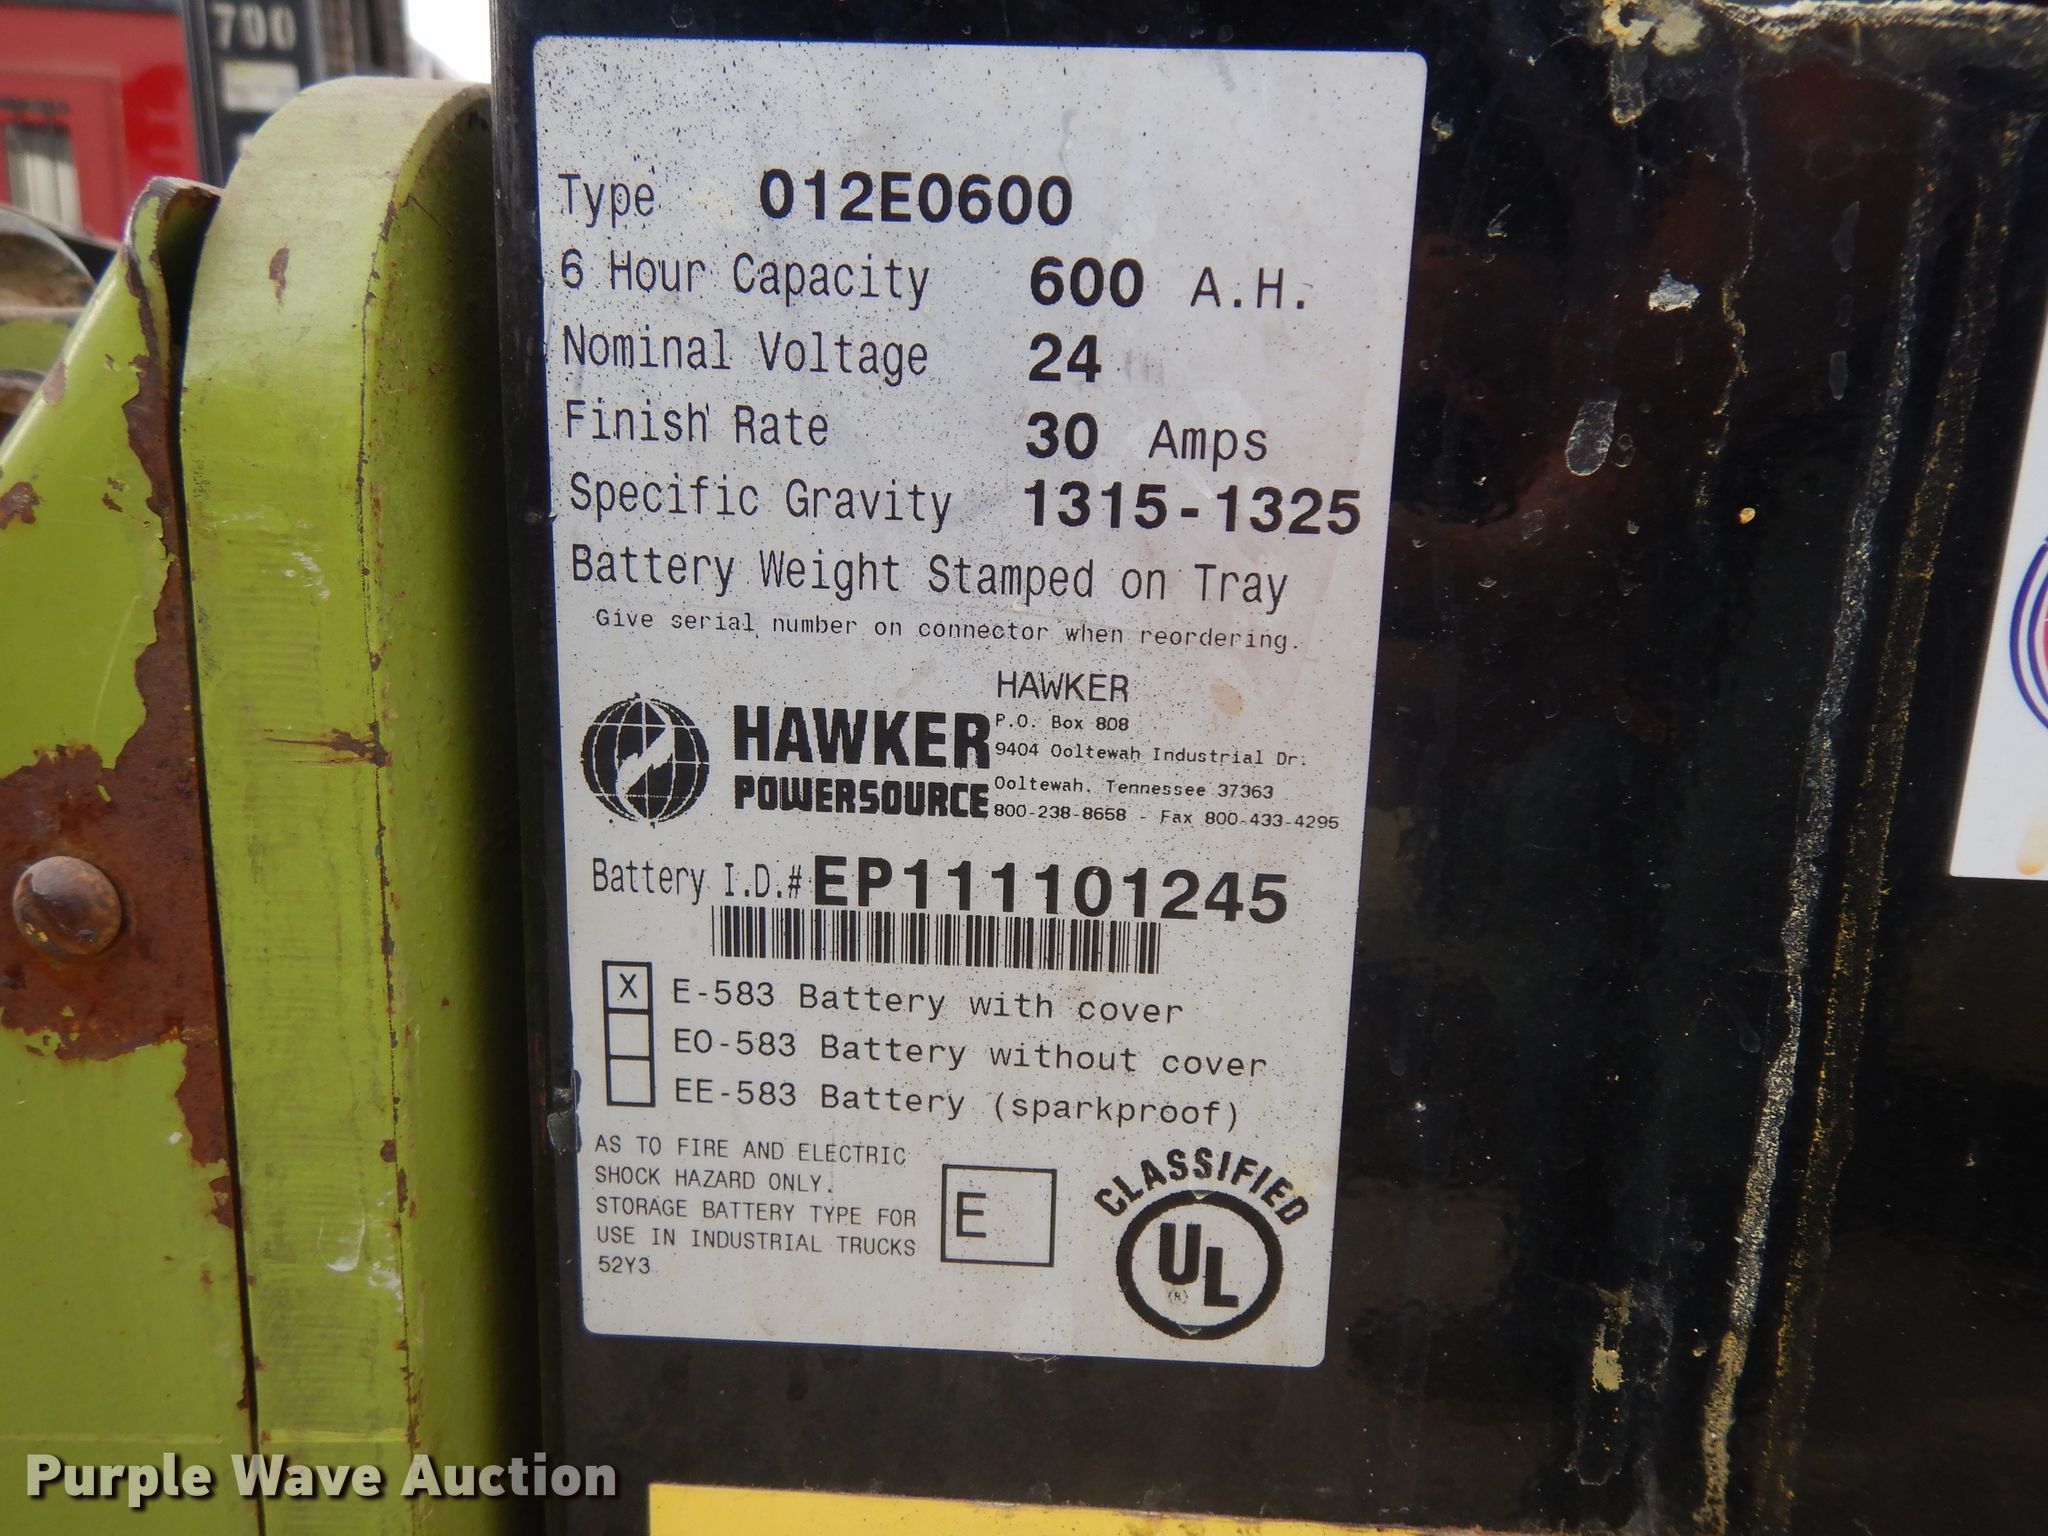 700
Type 012E0600
6 Hour Capacity 600 A.H.
Nominal Voltage 24
Finish Rate 30 Amps
Specific Gravity 1315-1325
Battery Weight Stamped on Tray
Give serial number on connector when reordering.
HAWKER
POWERSOURCE
HAWKER
P.O. Box 808
9404 Ooltewah Industrial Dr.
Ooltewah, Tennessee 37363
800-238-8658 - Fax 800-433-4295
Battery I.D.# EP111101245
X E-583 Battery with cover
EO-583 Battery without cover
EE-583 Battery (sparkproof)
AS TO FIRE AND ELECTRIC
SHOCK HAZARD ONLY.
STORAGE BATTERY TYPE FOR
USE IN INDUSTRIAL TRUCKS
52Y3
E
CLASSIFIED
UL
(R)
Purple Wave Auction